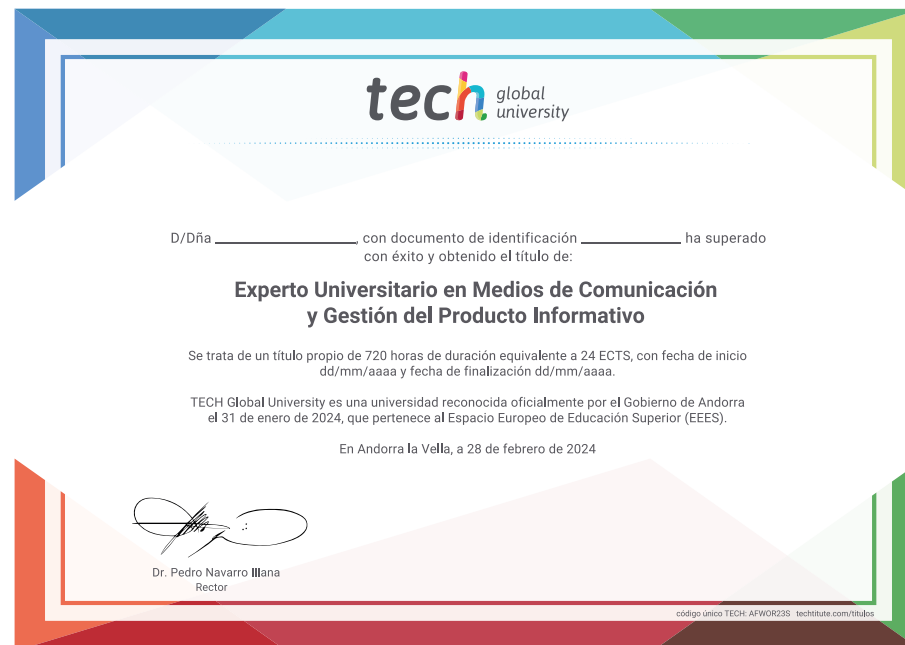 tech global university
D/Dña ____________________, con documento de identificación ______________ ha superado
con éxito y obtenido el título de:
Experto Universitario en Medios de Comunicación
y Gestión del Producto Informativo
Se trata de un título propio de 720 horas de duración equivalente a 24 ECTS, con fecha de inicio
dd/mm/aaaa y fecha de finalización dd/mm/aaaa.
TECH Global University es una universidad reconocida oficialmente por el Gobierno de Andorra
el 31 de enero de 2024, que pertenece al Espacio Europeo de Educación Superior (EEES).
En Andorra la Vella, a 28 de febrero de 2024
Dr. Pedro Navarro Illana
Rector
código único TECH: AFWOR23S techtitute.com/titulos